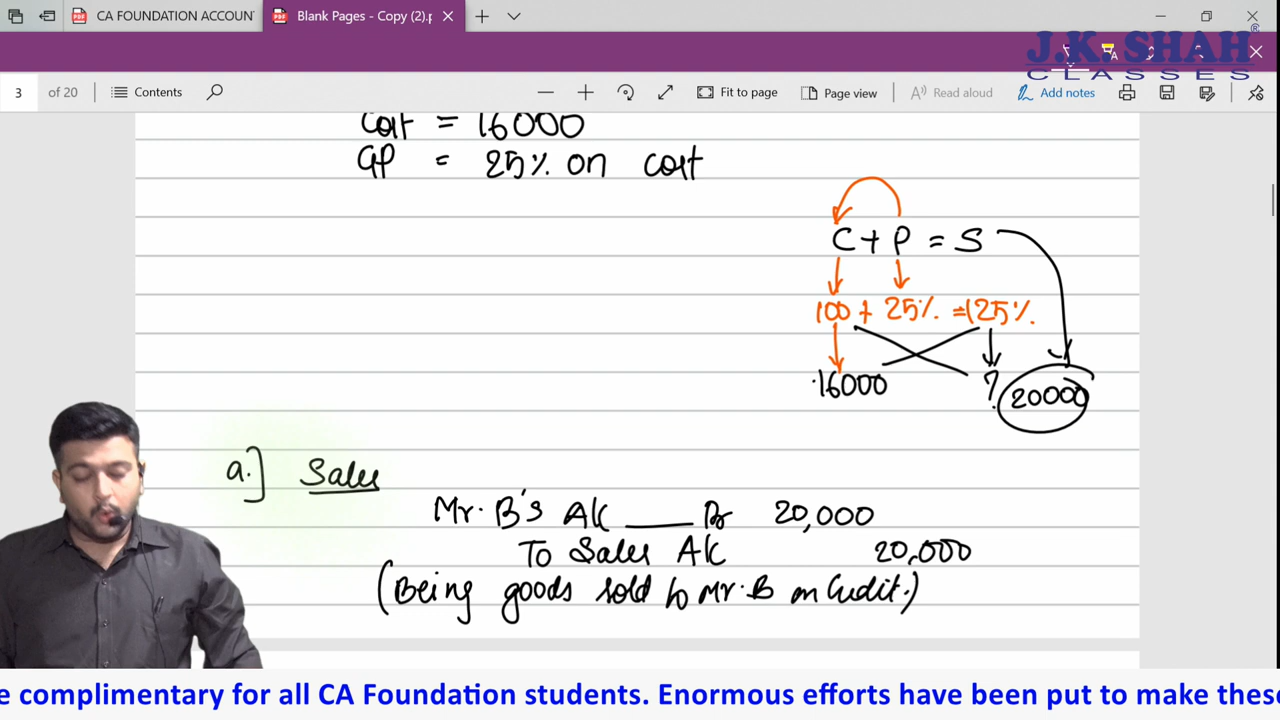 CA FOUNDATION ACCOUN
Blank Pages - Copy (2).p
J.K. SHAH®
CLASSES
3 of 20
Contents
Fit to page
Page view
Read aloud
Add notes
Cost = 16000
GP = 25% on cost
C + P = S
100 + 25% = 125%
16000 ? 20000
a.] Sales
Mr. B's A/c ____ Dr 20,000
To Sales A/c 20,000
(Being goods sold to Mr. B on Credit.)
e complimentary for all CA Foundation students. Enormous efforts have been put to make these